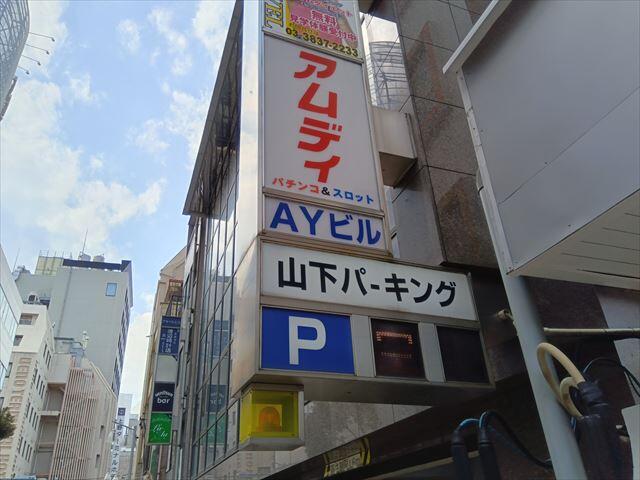 無料
03-3837-2233
アムディ
パチンコ&スロット
AYビル
山下パーキング
P
bar